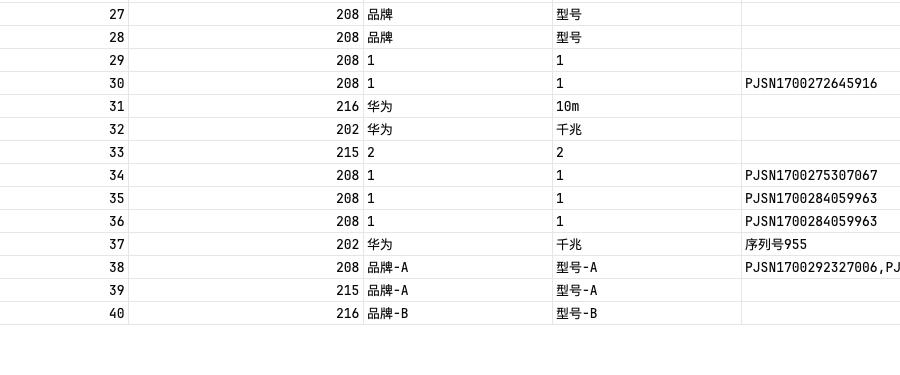 27 208 品牌 型号
28 208 品牌 型号
29 208 1 1
30 208 1 1 PJSN1700272645916
31 216 华为 10m
32 202 华为 千兆
33 215 2 2
34 208 1 1 PJSN1700275307067
35 208 1 1 PJSN1700284059963
36 208 1 1 PJSN1700284059963
37 202 华为 千兆 序列号955
38 208 品牌-A 型号-A PJSN1700292327006,PJ
39 215 品牌-A 型号-A
40 216 品牌-B 型号-B